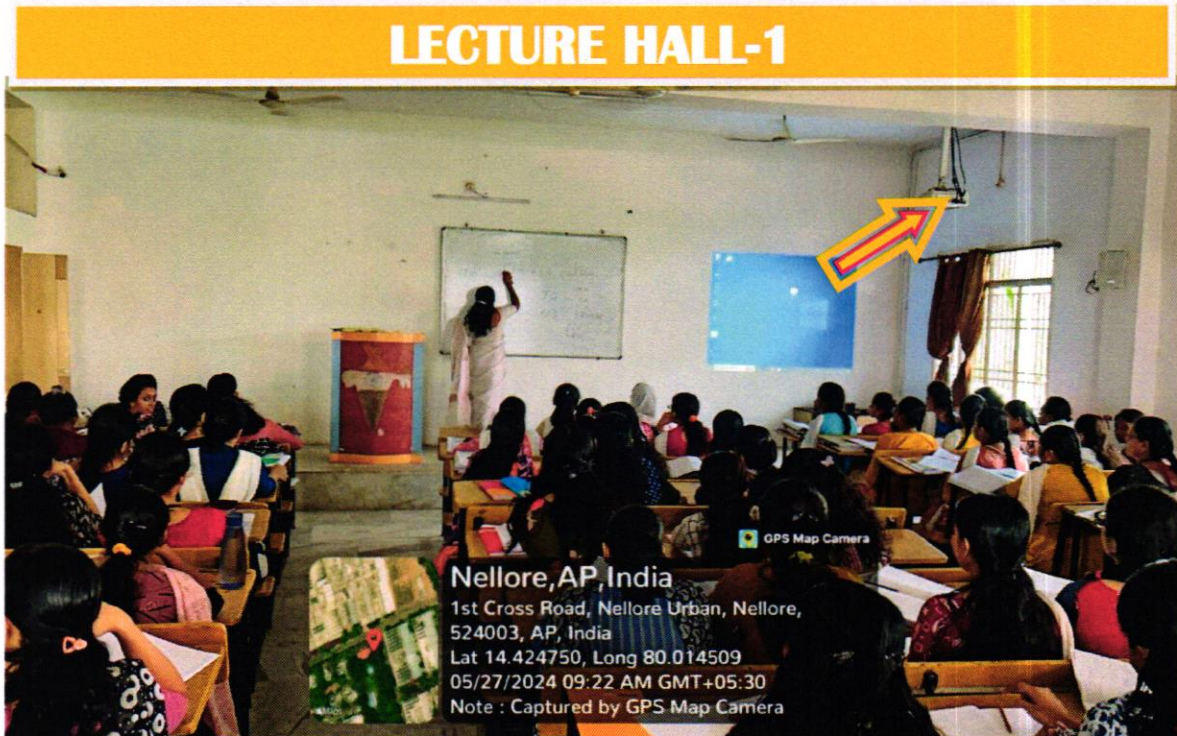 LECTURE HALL-1
GPS Map Camera
Nellore,AP,India
1st Cross Road, Nellore Urban, Nellore,
524003, AP, India
Lat 14.424750, Long 80.014509
05/27/2024 09:22 AM GMT+05:30
Note : Captured by GPS Map Camera